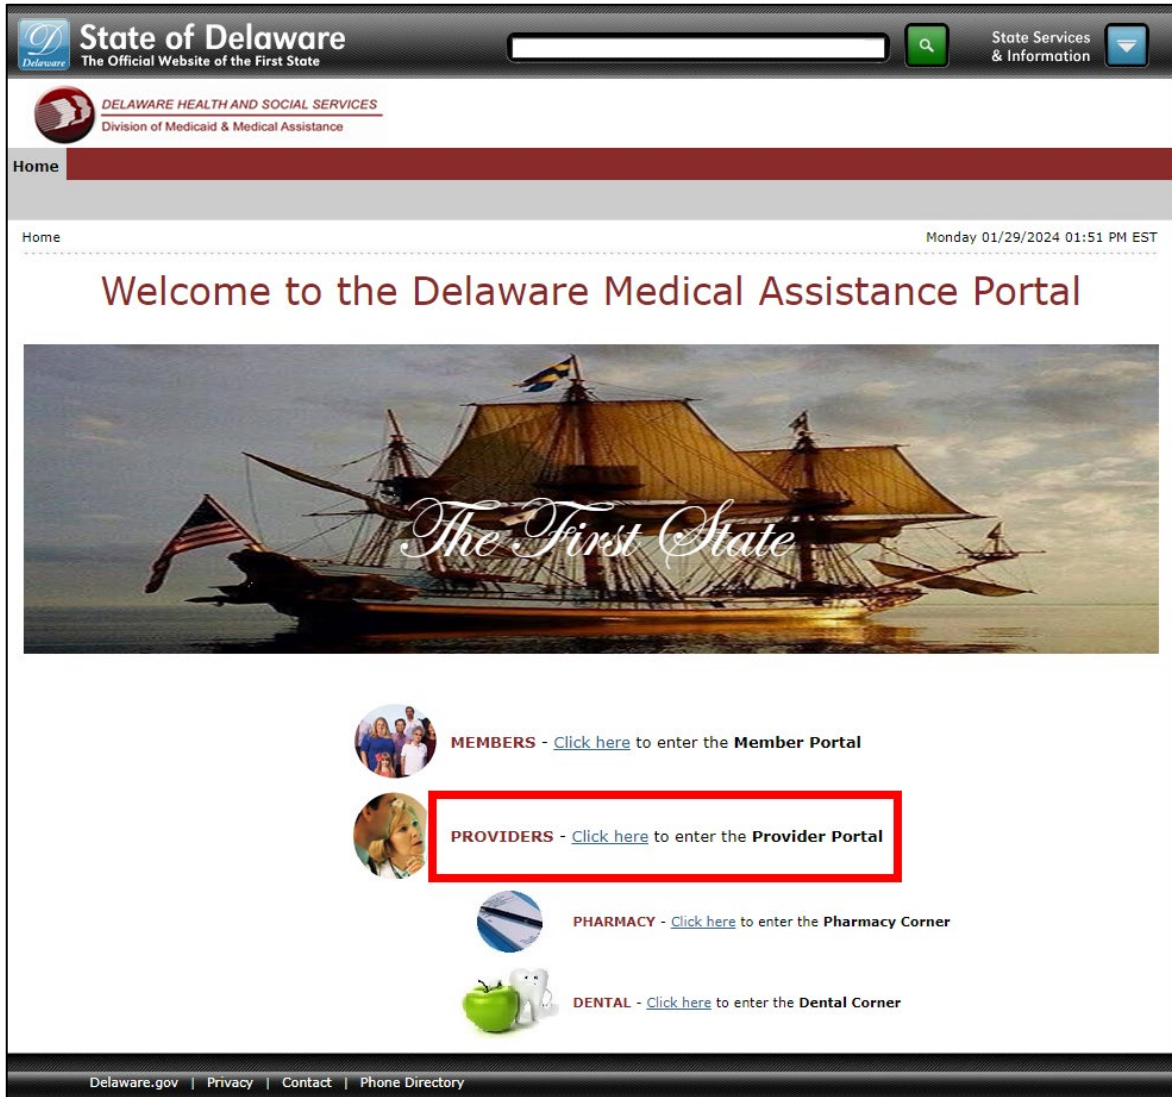 State of Delaware
The Official Website of the First State
Delaware
State Services
& Information
DELAWARE HEALTH AND SOCIAL SERVICES
Division of Medicaid & Medical Assistance
Home
Home
Monday 01/29/2024 01:51 PM EST
Welcome to the Delaware Medical Assistance Portal
The First State
MEMBERS - Click here to enter the Member Portal
PROVIDERS - Click here to enter the Provider Portal
PHARMACY - Click here to enter the Pharmacy Corner
DENTAL - Click here to enter the Dental Corner
Delaware.gov | Privacy | Contact | Phone Directory